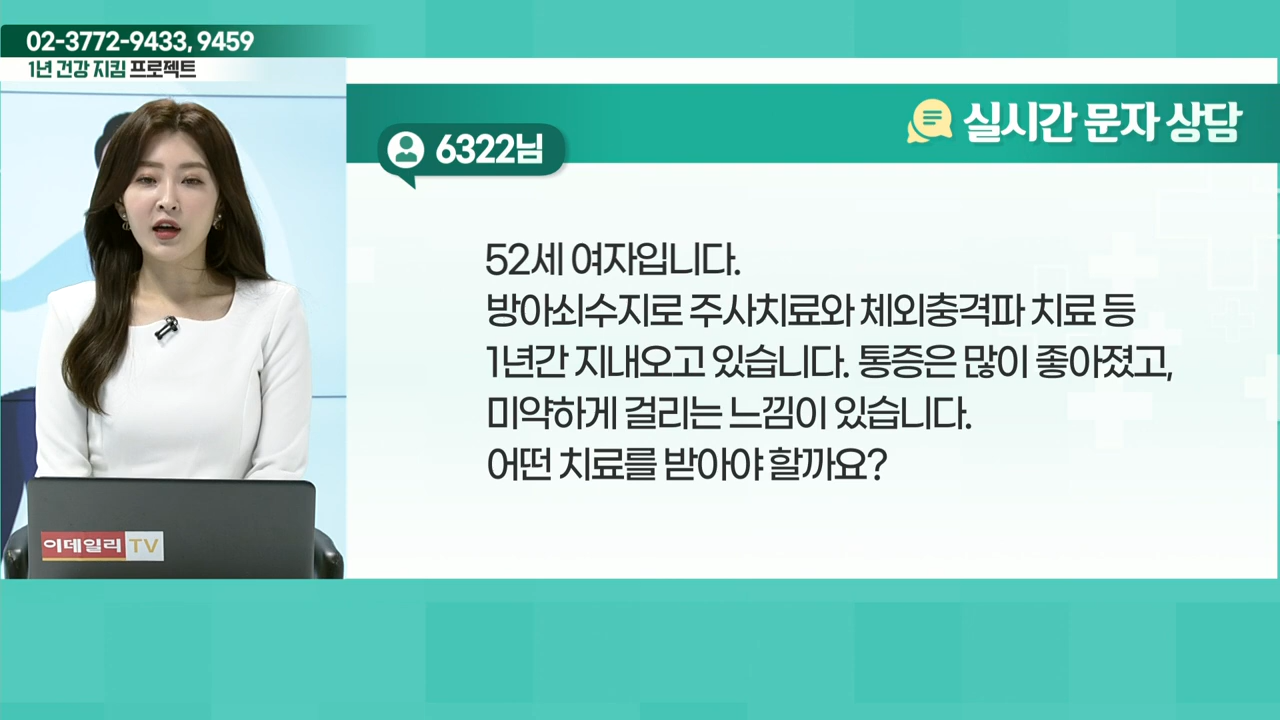 02-3772-9433, 9459
1년 건강 지킴 프로젝트
실시간 문자 상담
6322님
52세 여자입니다.
방아쇠수지로 주사치료와 체외충격파 치료 등
1년간 지내오고 있습니다. 통증은 많이 좋아졌고,
미약하게 걸리는 느낌이 있습니다.
어떤 치료를 받아야 할까요?
이데일리 TV